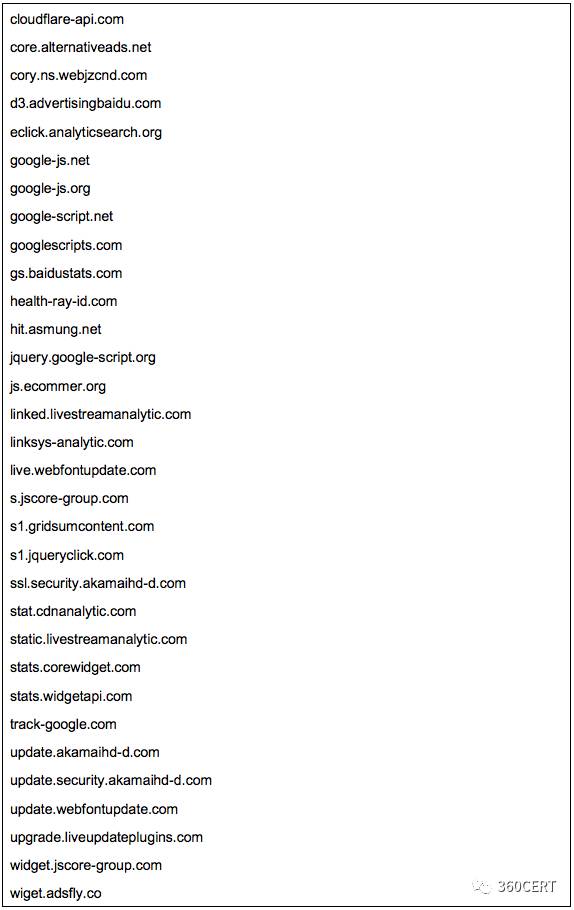 cloudflare-api.com
core.alternativeads.net
cory.ns.webjzcnd.com
d3.advertisingbaidu.com
eclick.analyticsearch.org
google-js.net
google-js.org
google-script.net
googlescripts.com
gs.baidustats.com
health-ray-id.com
hit.asmung.net
jquery.google-script.org
js.ecommer.org
linked.livestreamanalytic.com
linksys-analytic.com
live.webfontupdate.com
s.jscore-group.com
s1.gridsumcontent.com
s1.jqueryclick.com
ssl.security.akamaihd-d.com
stat.cdnanalytic.com
static.livestreamanalytic.com
stats.corewidget.com
stats.widgetapi.com
track-google.com
update.akamaihd-d.com
update.security.akamaihd-d.com
update.webfontupdate.com
upgrade.liveupdateplugins.com
widget.jscore-group.com
wiget.adsfly.co
360CERT